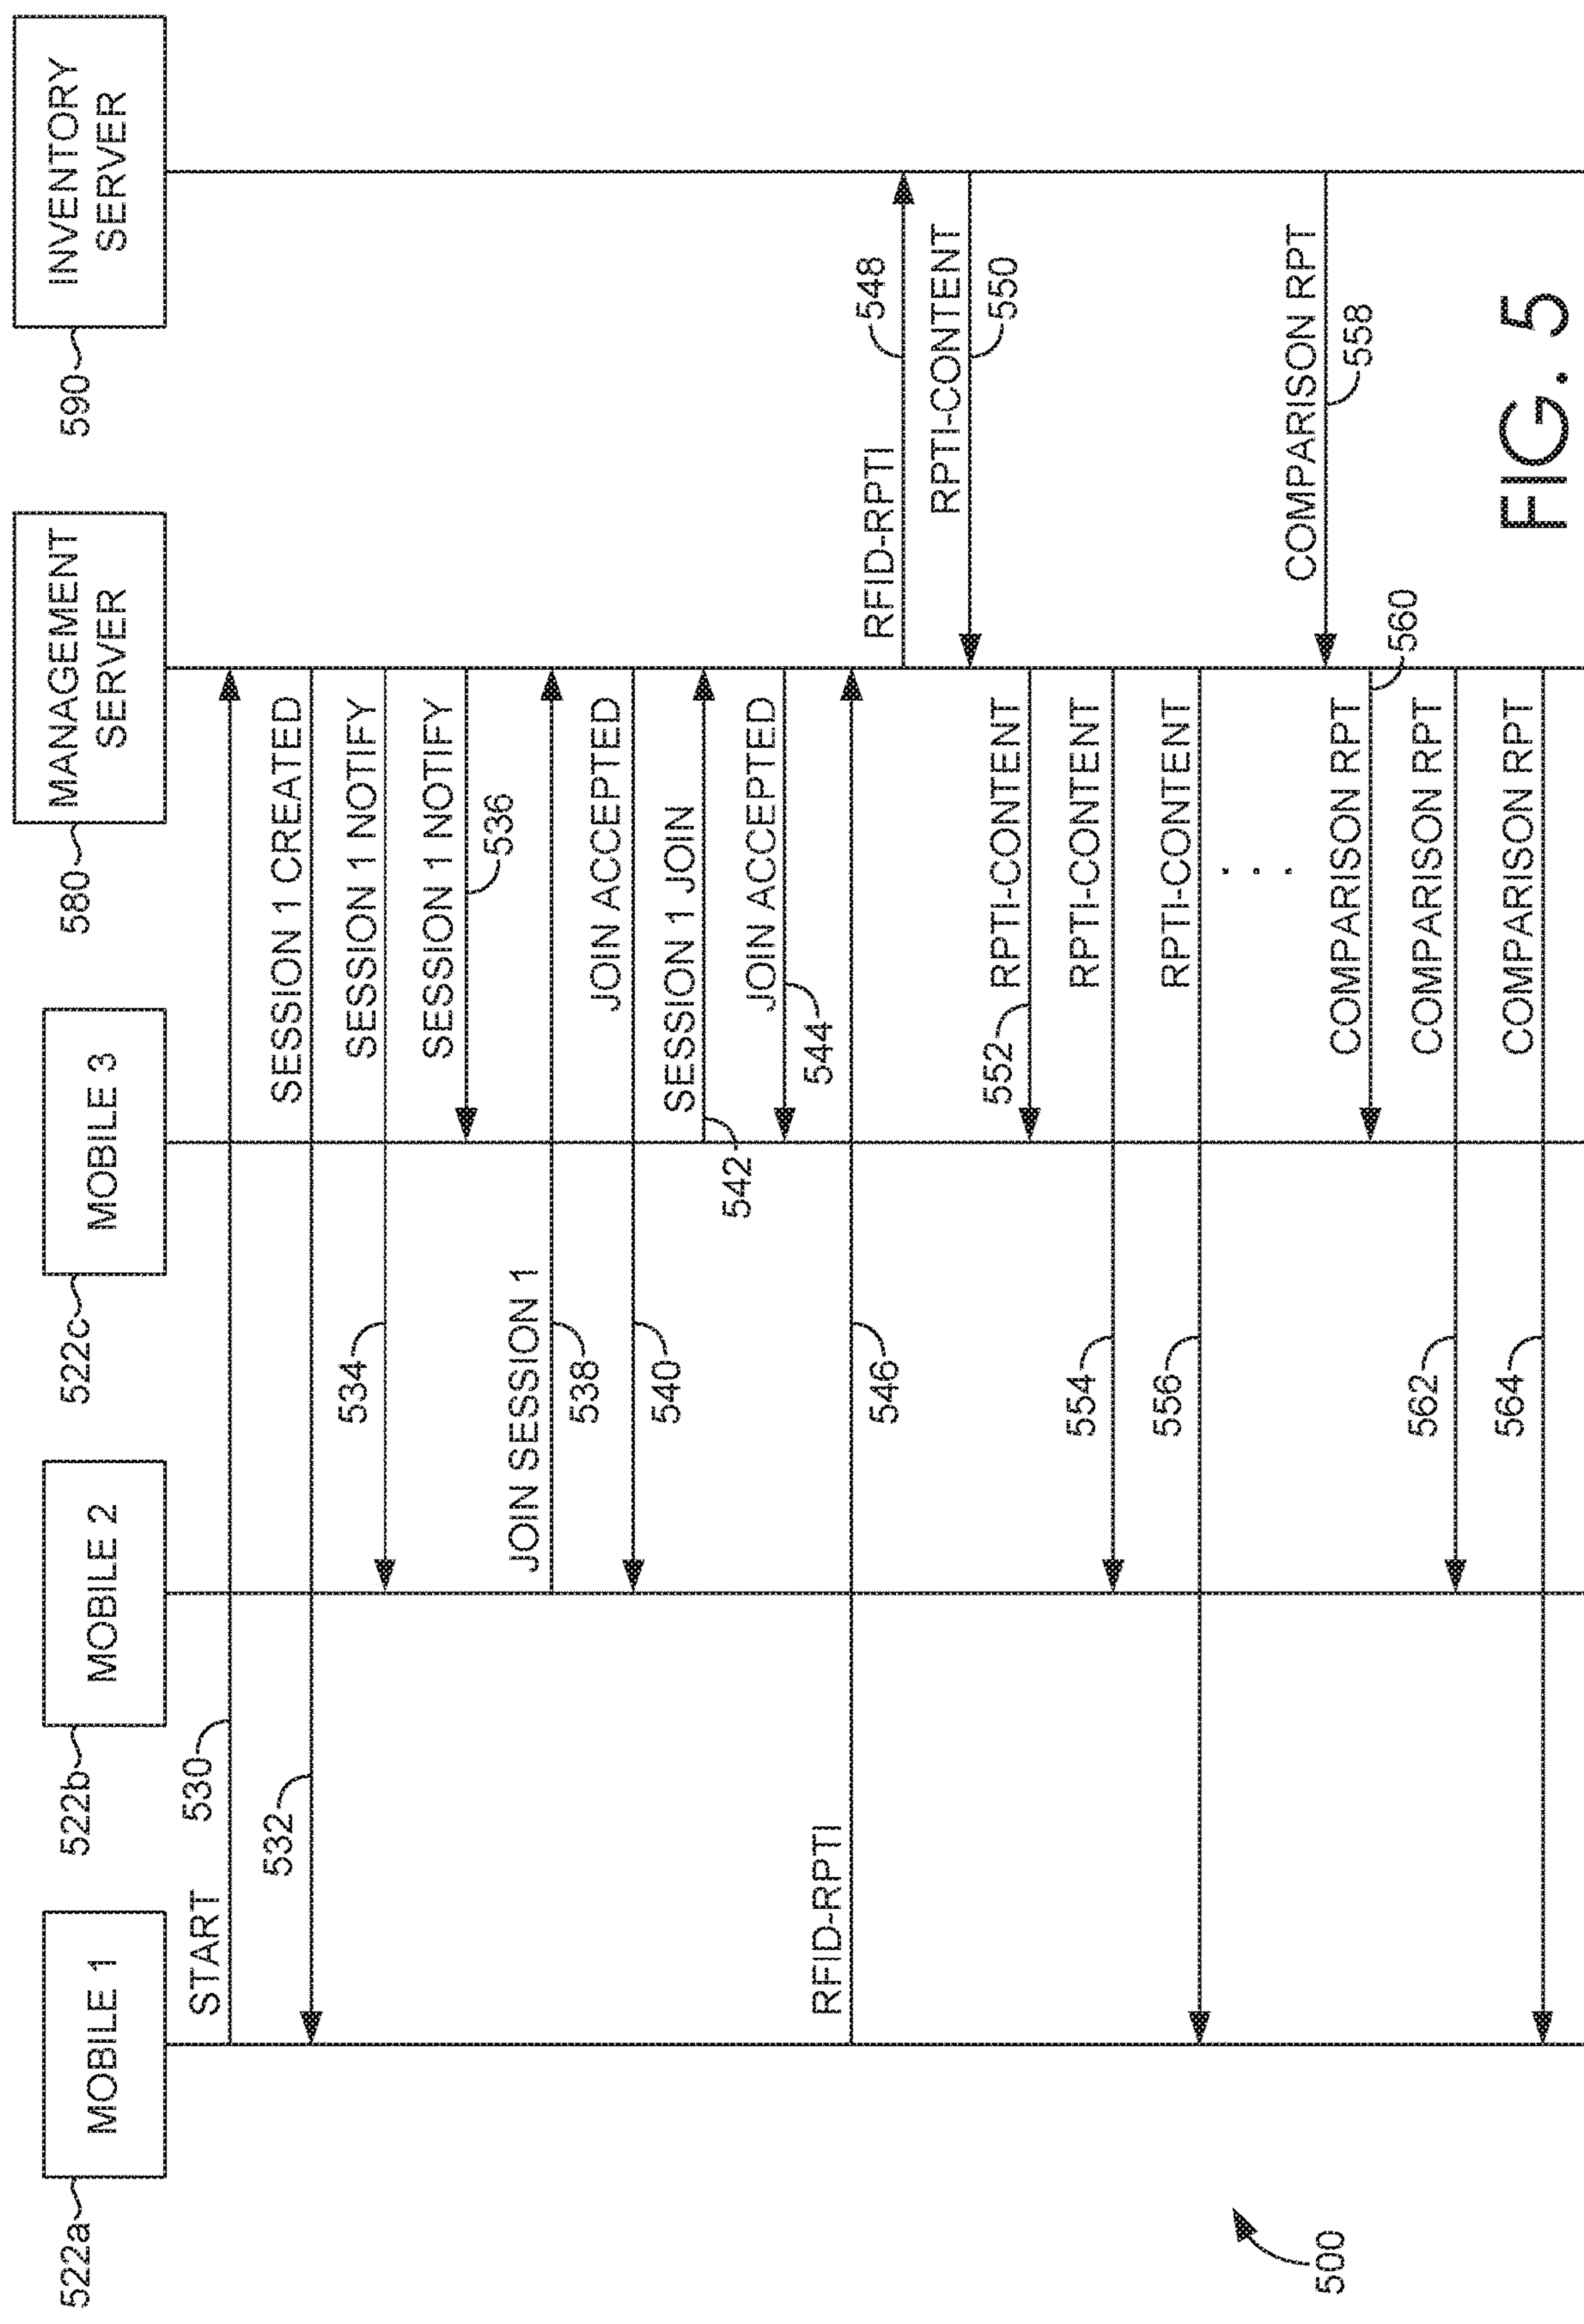 522a
MOBILE 1
522b
MOBILE 2
522c
MOBILE 3
580
MANAGEMENT
SERVER
590
INVENTORY
SERVER
START
530
532
SESSION 1 CREATED
534
SESSION 1 NOTIFY
SESSION 1 NOTIFY
536
JOIN SESSION 1
538
JOIN ACCEPTED
540
SESSION 1 JOIN
542
JOIN ACCEPTED
544
RFID-RPTI
546
RFID-RPTI
548
RPTI-CONTENT
550
552
RPTI-CONTENT
554
RPTI-CONTENT
556
RPTI-CONTENT
. . .
COMPARISON RPT
558
COMPARISON RPT
560
562
COMPARISON RPT
564
COMPARISON RPT
500
FIG. 5